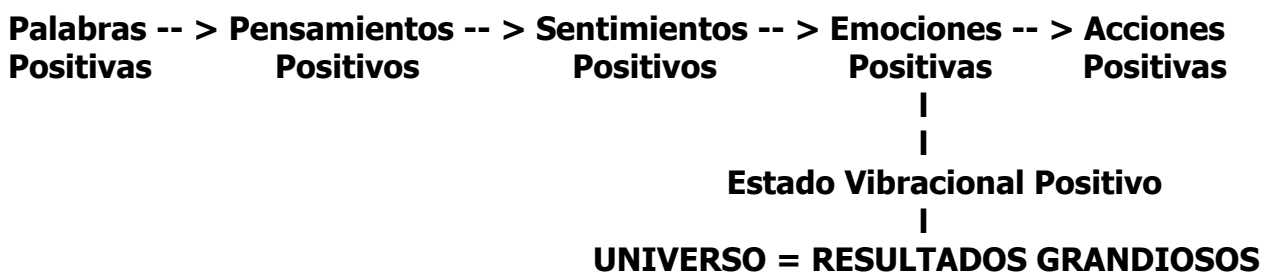 Palabras -- > Pensamientos -- > Sentimientos -- > Emociones -- > Acciones
Positivas Positivos Positivos Positivas Positivas
I
I
Estado Vibracional Positivo
I
UNIVERSO = RESULTADOS GRANDIOSOS